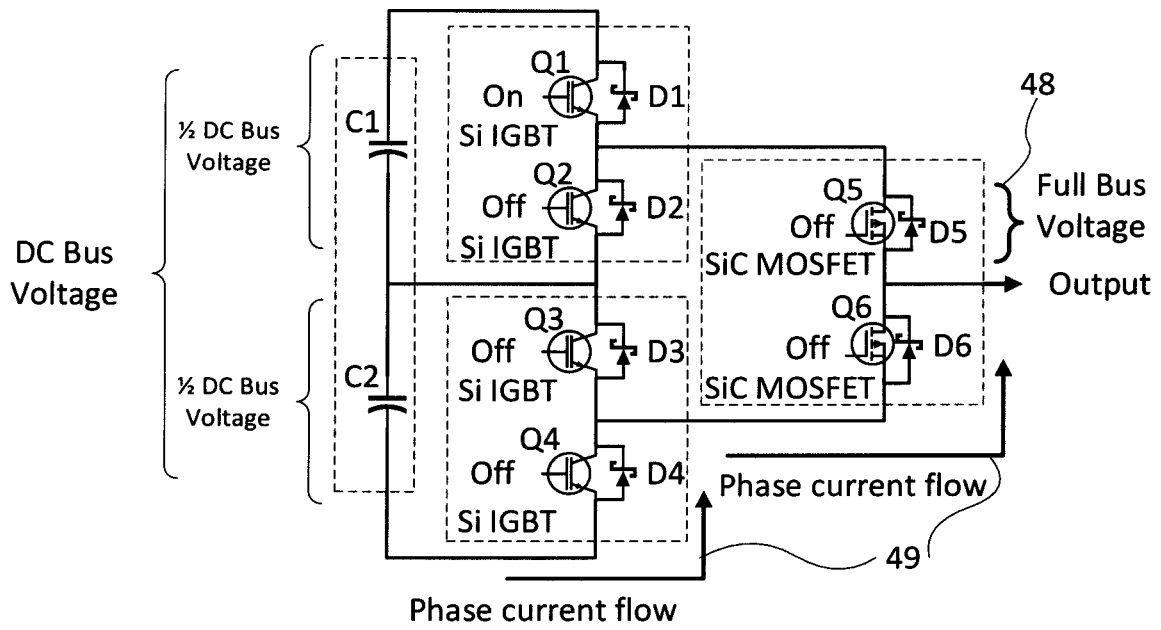 48
Q1
On
D1
Si IGBT
C1
½ DC Bus
Voltage
Q2
Off
D2
Si IGBT
Q5
Off
D5
SiC MOSFET
Full Bus
Voltage
DC Bus
Voltage
Output
Q3
Off
D3
Si IGBT
Q6
Off
D6
SiC MOSFET
C2
½ DC Bus
Voltage
Q4
Off
D4
Si IGBT
Phase current flow
49
Phase current flow